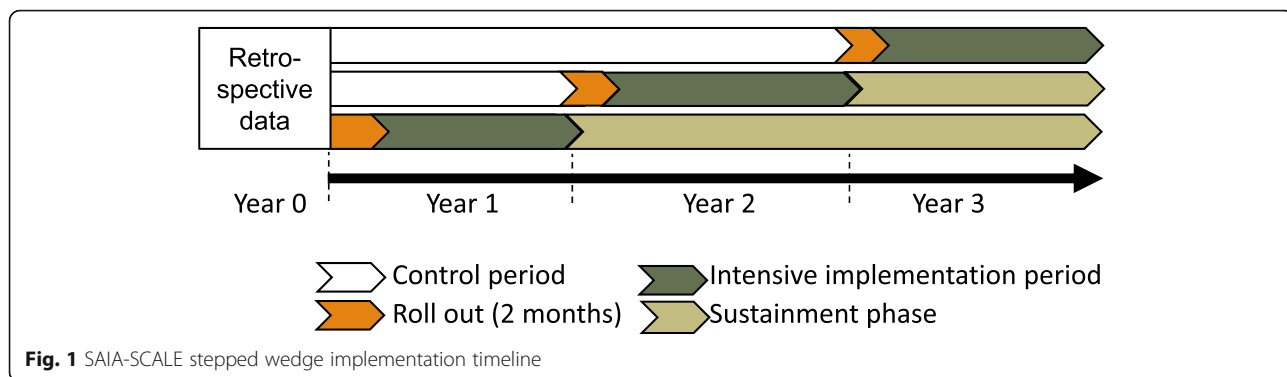 Retro-
spective
data
Year 0 Year 1 Year 2 Year 3
Control period Intensive implementation period
Roll out (2 months) Sustainment phase
Fig. 1 SAIA-SCALE stepped wedge implementation timeline